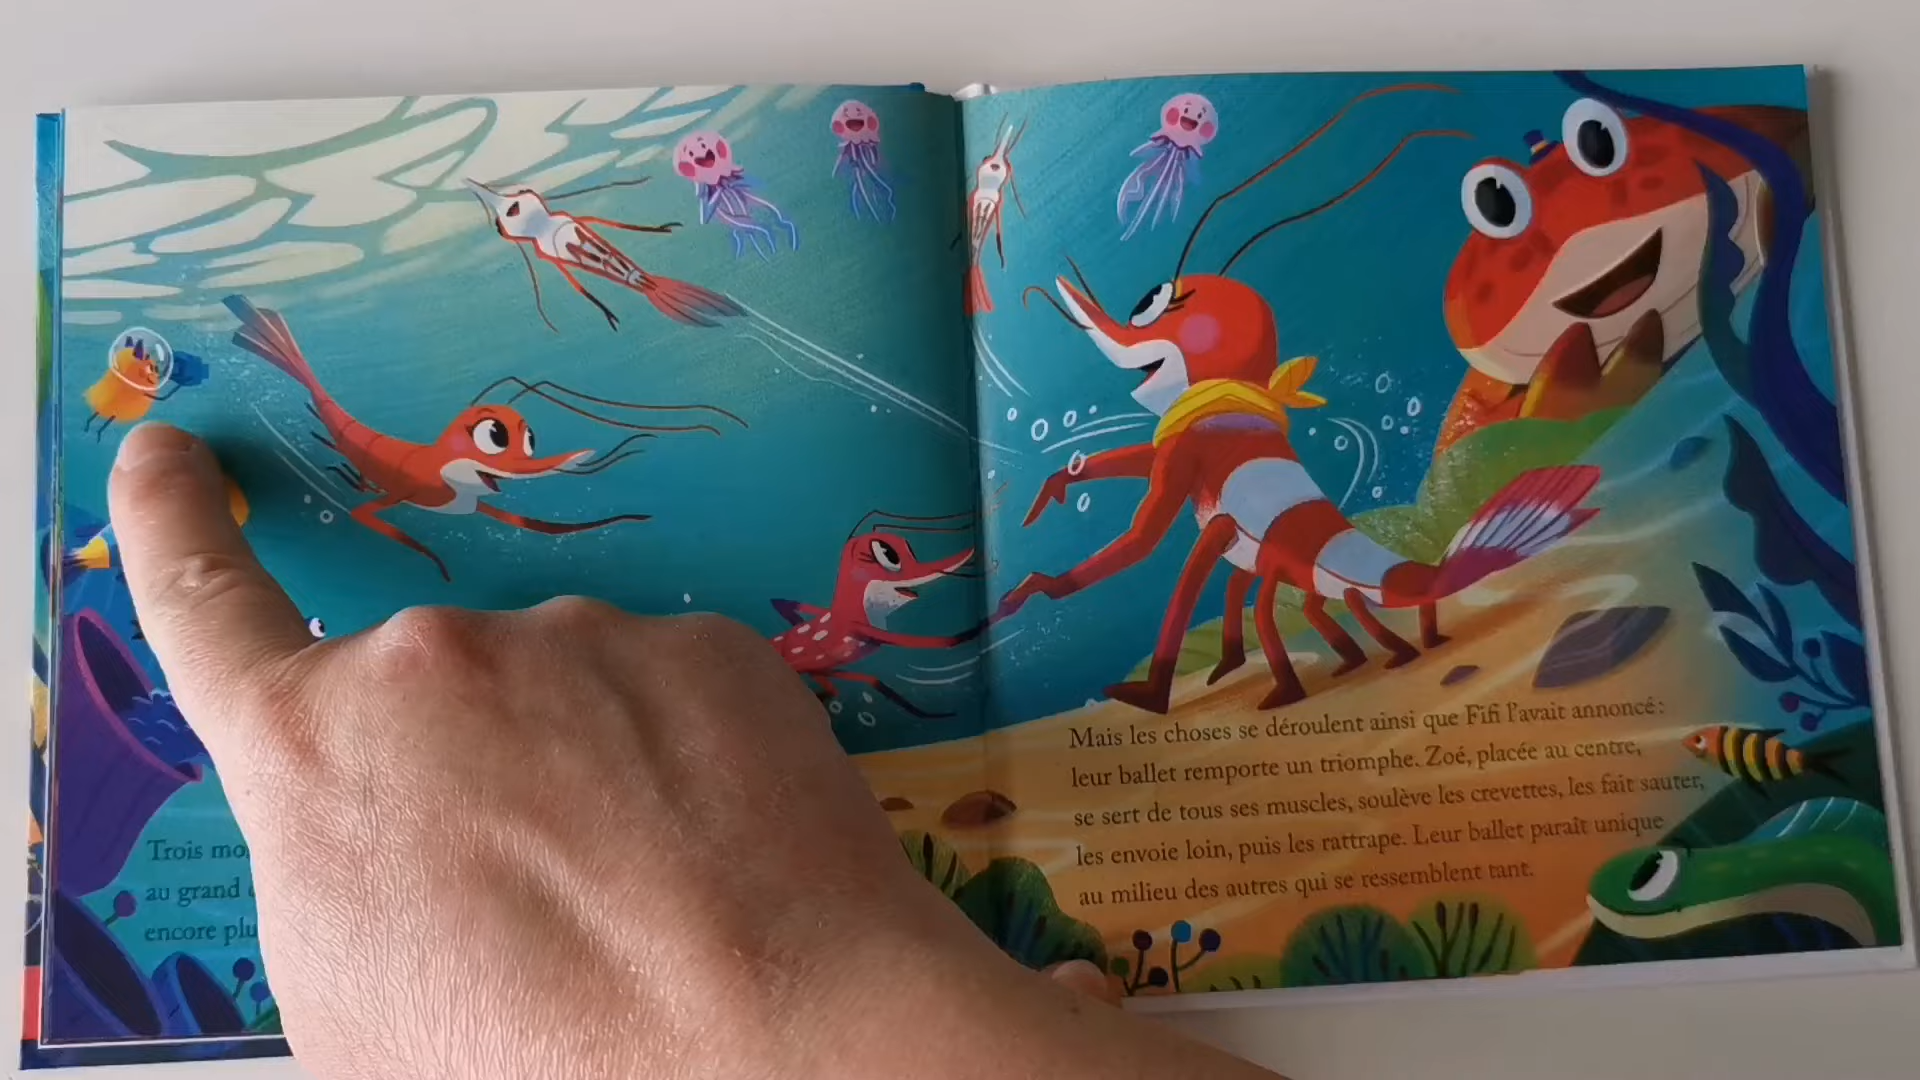 Trois
au grand
encore
Mais les choses se déroulent ainsi que Fifi l'avait annoncé :
leur ballet remporte un triomphe. Zoé, placée au centre,
se sert de tous ses muscles, soulève les crevettes, les fait sauter,
les envoie loin, puis les rattrape. Leur ballet paraît unique
au milieu des autres qui se ressemblent tant.